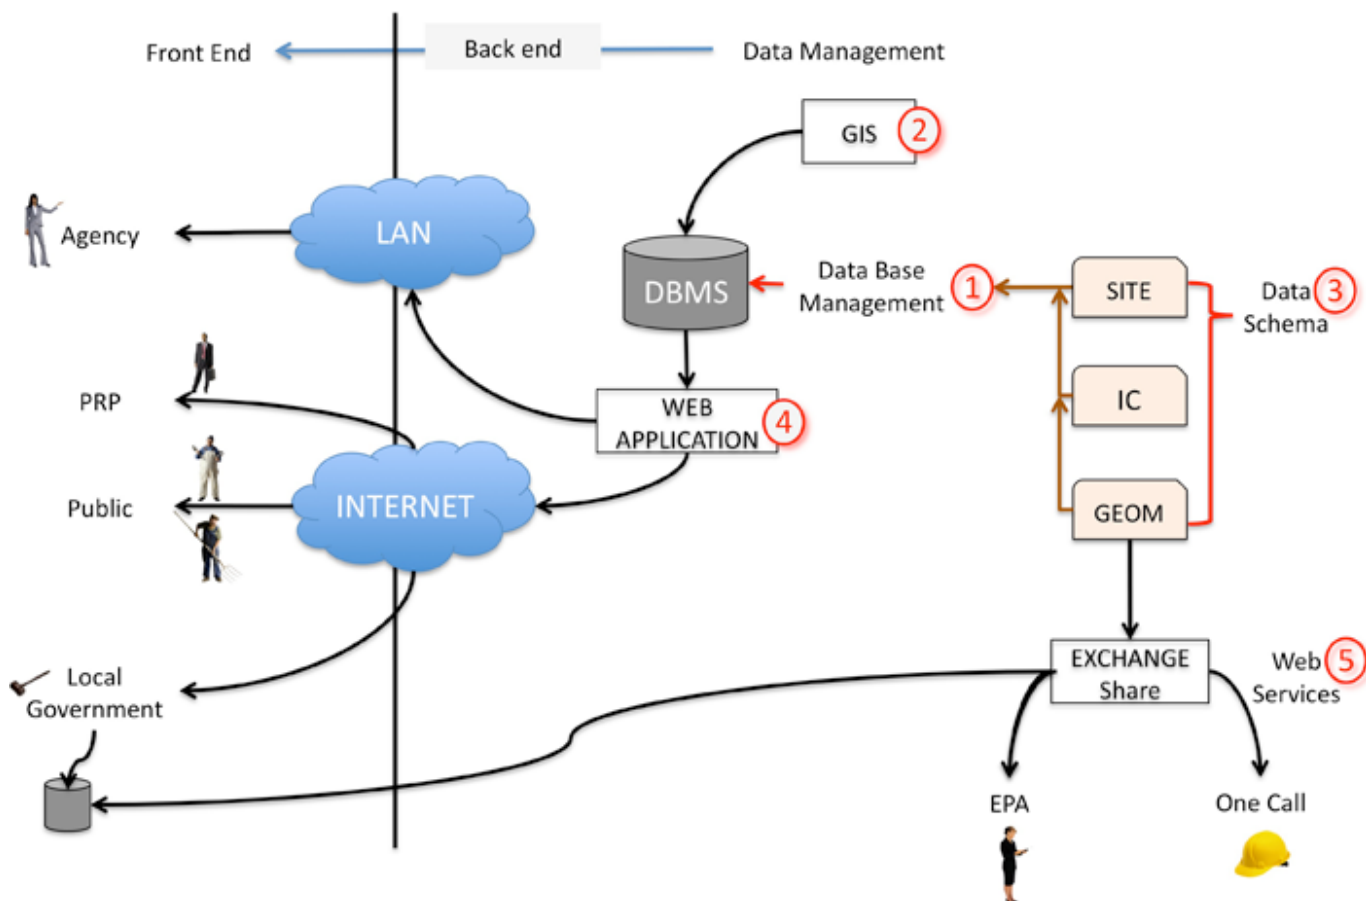 Front End
Back end
Data Management
GIS
2
LAN
Agency
DBMS
Data Base
Management
1
SITE
Data
Schema
3
PRP
WEB
APPLICATION
4
IC
Public
INTERNET
GEOM
Local
Government
EXCHANGE
Share
Web
Services
5
EPA
One Call